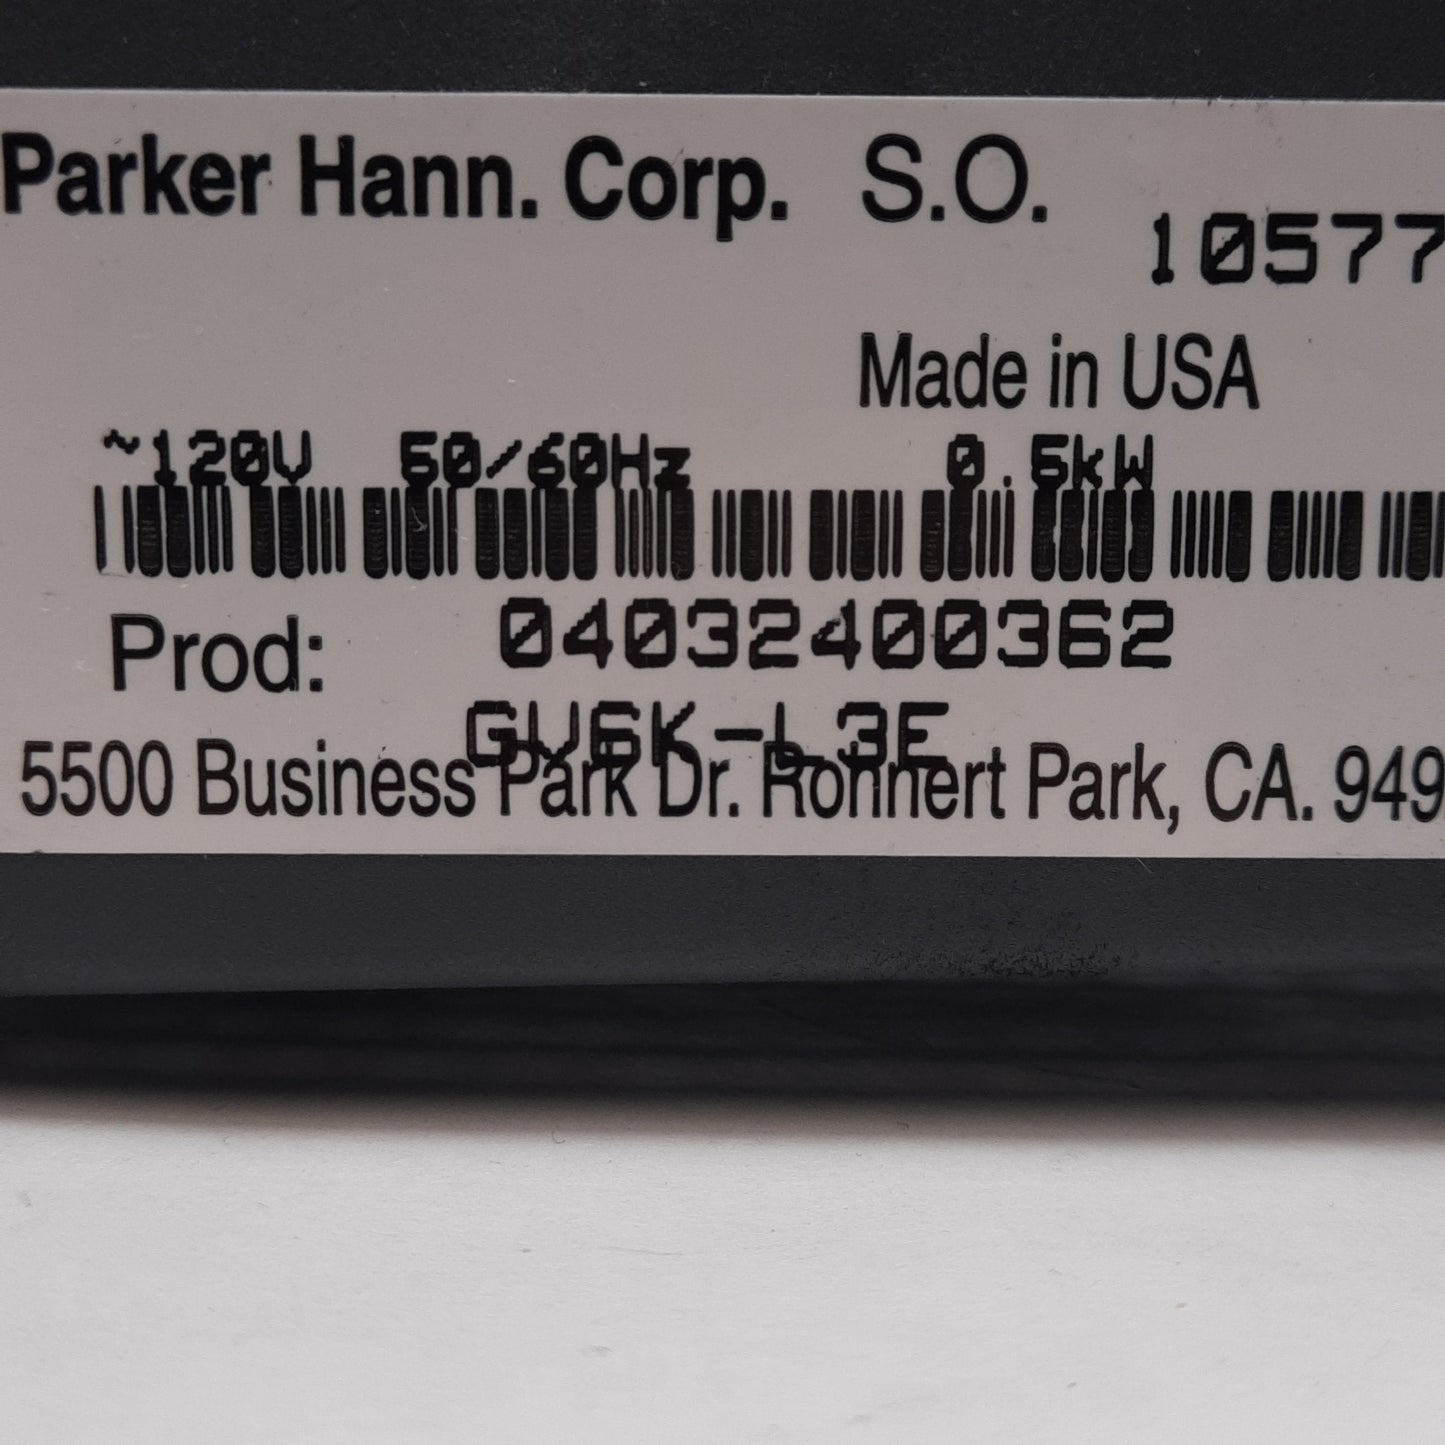 Parker Hann. Corp. S.O. 10577
Made in USA
~120V 50/60Hz 0.5kW
Prod: 04032400362
GV6K-L3E
5500 Business Park Dr. Rohnert Park, CA. 949